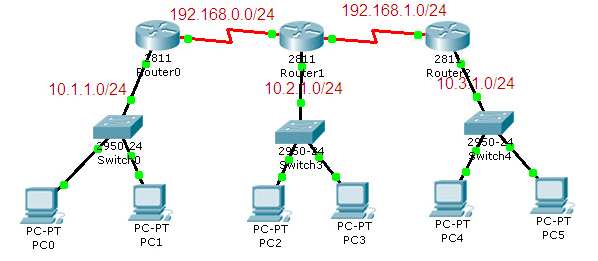 192.168.0.0/24
192.168.1.0/24
2811
Router0
2811
Router1
2811
Router2
10.1.1.0/24
10.2.1.0/24
10.3.1.0/24
2950-24
Switch0
2950-24
Switch3
2950-24
Switch4
PC-PT
PC0
PC-PT
PC1
PC-PT
PC2
PC-PT
PC3
PC-PT
PC4
PC-PT
PC5